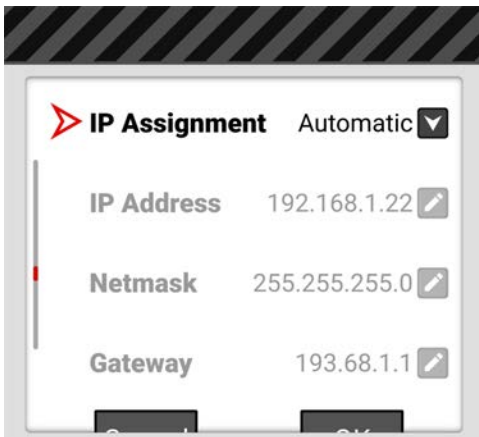 IP Assignment Automatic
IP Address 192.168.1.22
Netmask 255.255.255.0
Gateway 193.68.1.1